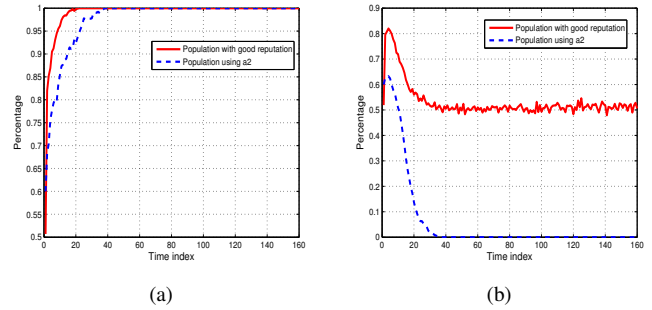 1
0.95
0.9
0.85
0.8
0.75
0.7
0.65
0.6
0.55
0.5
Percentage
0 20 40 60 80 100 120 140 160
Time index
Population with good reputation
Population using a2
(a)
0.9
0.8
0.7
0.6
0.5
0.4
0.3
0.2
0.1
0
Percentage
0 20 40 60 80 100 120 140 160
Time index
Population with good reputation
Population using a2
(b)